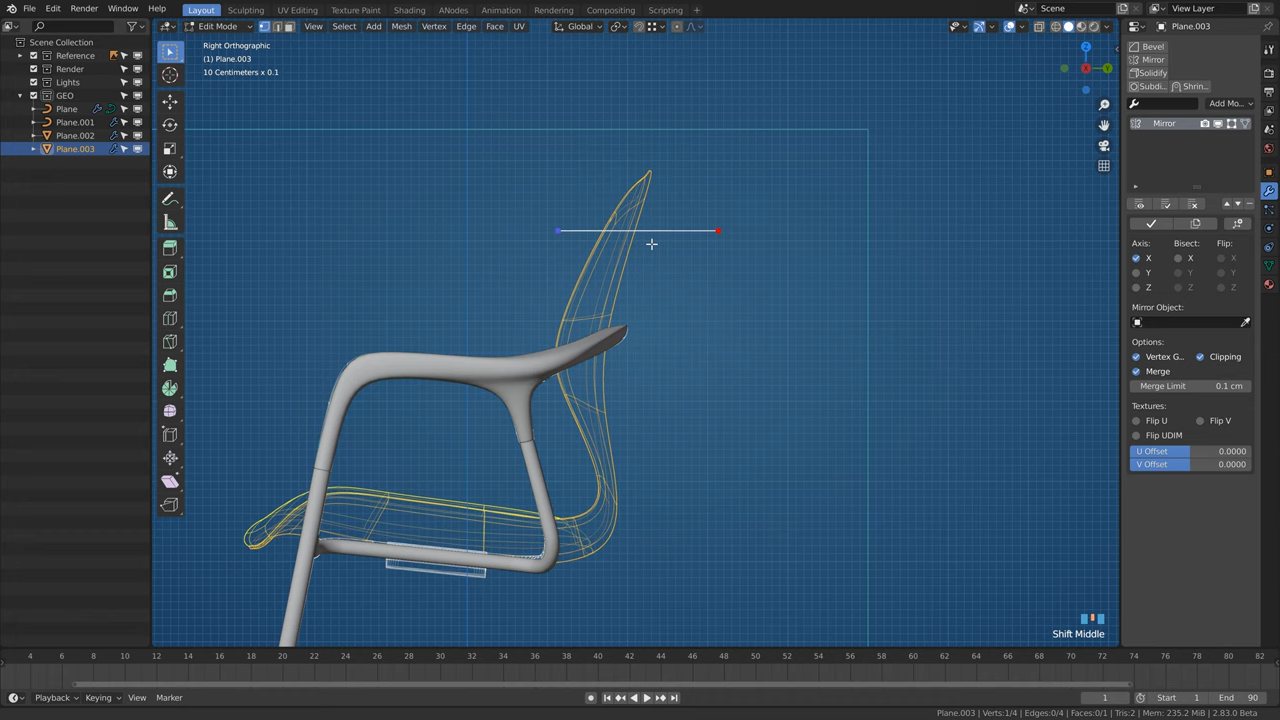 File Edit Render Window Help Layout Sculpting UV Editing Texture Paint Shading ANodes Animation Rendering Compositing Scripting Scene View Layer
Edit Mode View Select Add Mesh Vertex Edge Face UV Global
Scene Collection
Reference
Render
Lights
GEO
Plane
Plane.001
Plane.002
Plane.003
Right Orthographic
(1) Plane.003
10 Centimeters x 0.1
Plane.003
Bevel
Mirror
Solidify
Subdi... Shrin...
Add Mo...
Mirror
Axis: Bisect: Flip:
X X X
Y Y Y
Z Z Z
Mirror Object:
Options:
Vertex G... Clipping
Merge
Merge Limit 0.1 cm
Textures:
Flip U Flip V
Flip UDIM
U Offset 0.0000
V Offset 0.0000
Shift Middle
4 6 8 10 12 14 16 18 20 22 24 26 28 30 32 34 36 38 40 42 44 46 48 50 52 54 56 58 60 62 64 66 68 70 72 74 76 78 80 82
Playback Keying View Marker 1 Start 1 End 90
Plane.003 | Verts:1/4 | Edges:0/4 | Faces:0/1 | Tris:2 | Mem: 235.2 MiB | 2.83.0 Beta